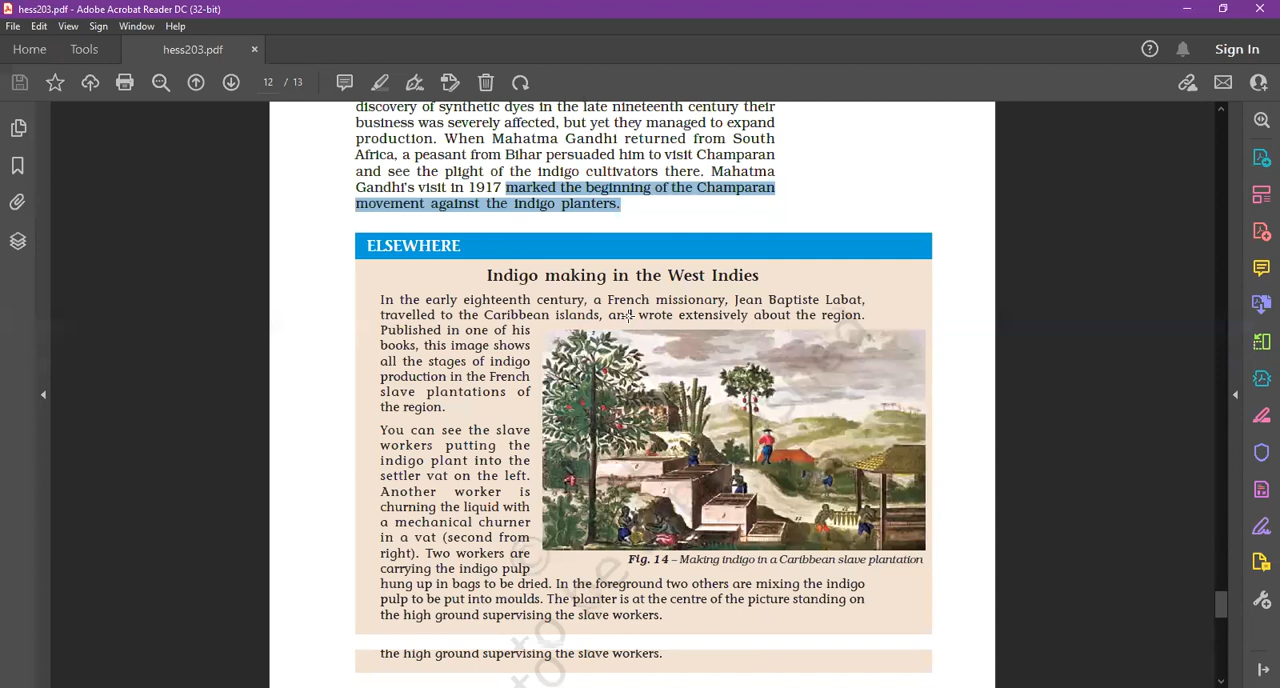 hess203.pdf - Adobe Acrobat Reader DC (32-bit)
File Edit View Sign Window Help
Home Tools hess203.pdf × Sign In
12 / 13
discovery of synthetic dyes in the late nineteenth century their
business was severely affected, but yet they managed to expand
production. When Mahatma Gandhi returned from South
Africa, a peasant from Bihar persuaded him to visit Champaran
and see the plight of the indigo cultivators there. Mahatma
Gandhi's visit in 1917 marked the beginning of the Champaran
movement against the indigo planters.
ELSEWHERE
Indigo making in the West Indies
In the early eighteenth century, a French missionary, Jean Baptiste Labat,
travelled to the Caribbean islands, and wrote extensively about the region.
Published in one of his
books, this image shows
all the stages of indigo
production in the French
slave plantations of
the region.
You can see the slave
workers putting the
indigo plant into the
settler vat on the left.
Another worker is
churning the liquid with
a mechanical churner
in a vat (second from
right). Two workers are
carrying the indigo pulp
hung up in bags to be dried. In the foreground two others are mixing the indigo
pulp to be put into moulds. The planter is at the centre of the picture standing on
the high ground supervising the slave workers.
Fig. 14 – Making indigo in a Caribbean slave plantation
the high ground supervising the slave workers.